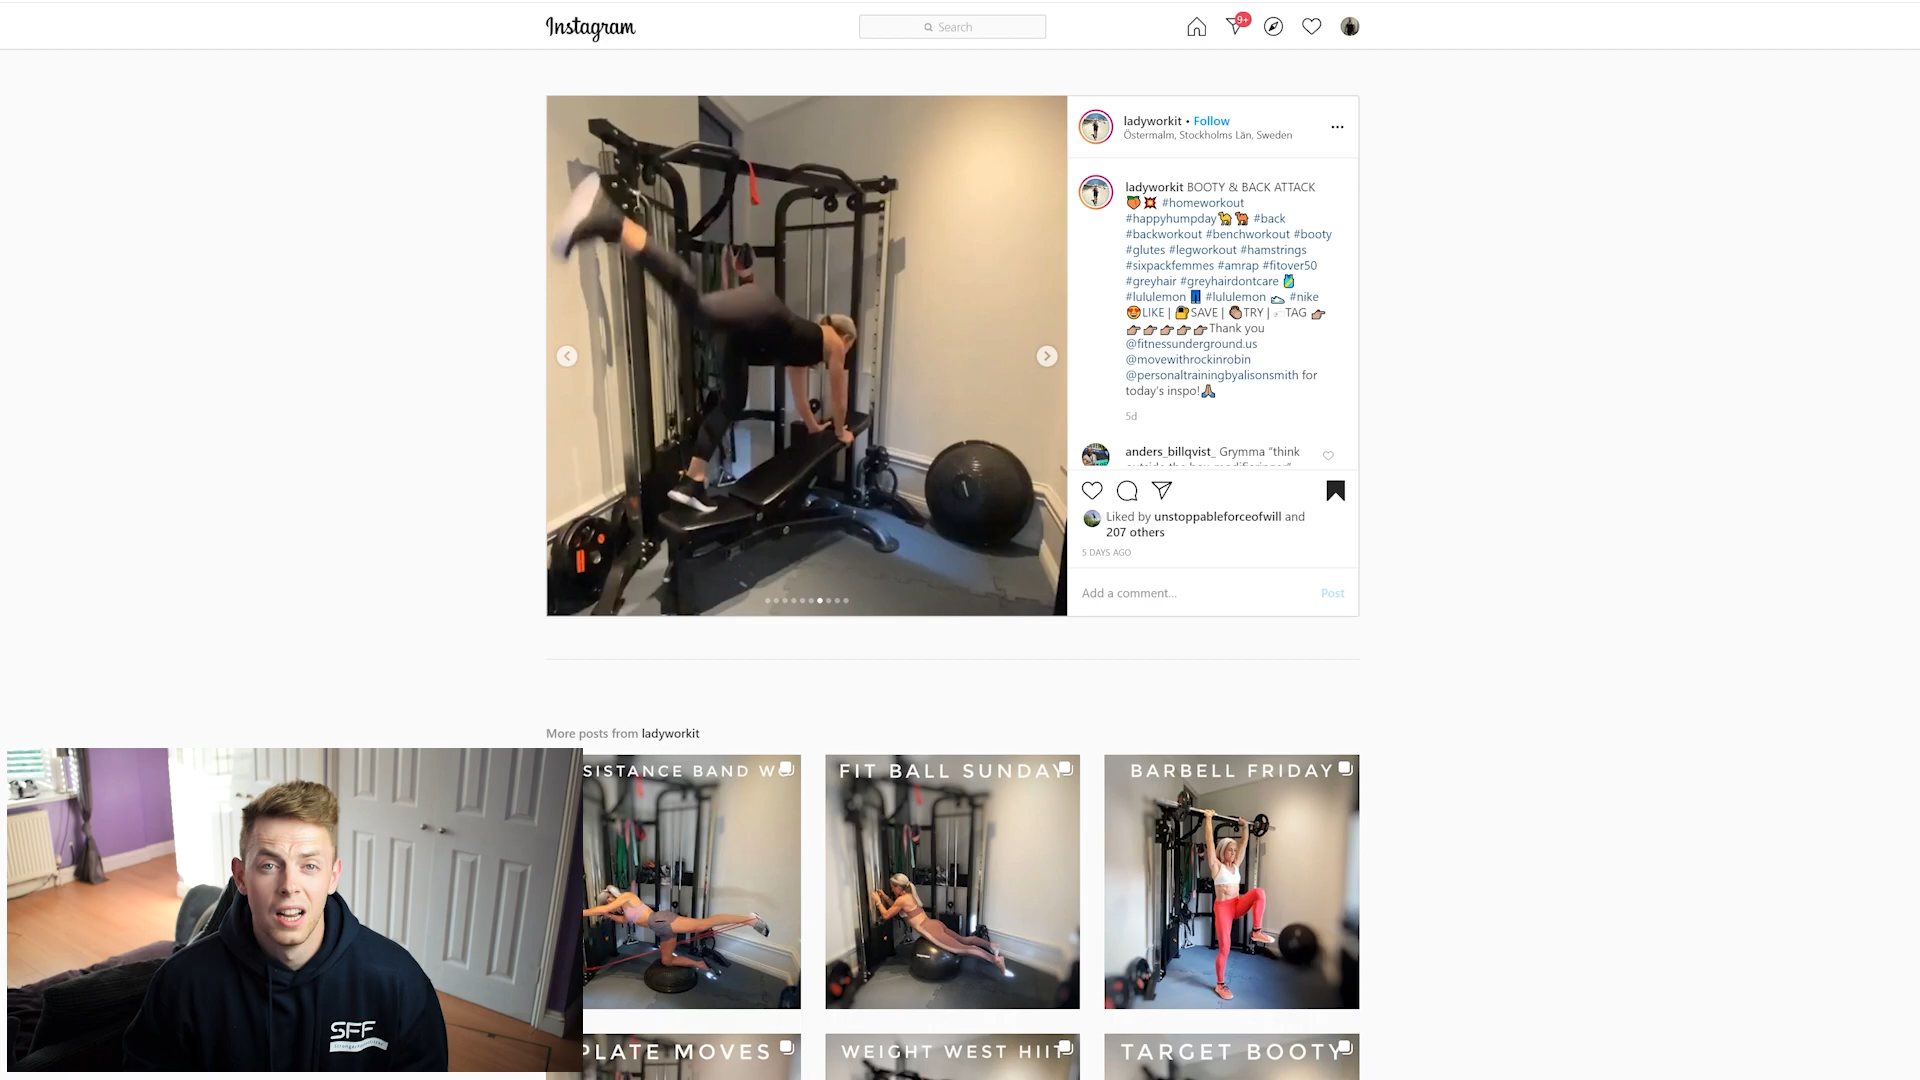 Instagram
Search
9+
ladyworkit • Follow
Östermalm, Stockholms Län, Sweden
ladyworkit BOOTY & BACK ATTACK
🍑💥 #homeworkout
#happyhumpday🐪🐫 #back
#backworkout #benchworkout #booty
#glutes #legworkout #hamstrings
#sixpackfemmes #amrap #fitover50
#greyhair #greyhairdontcare 🎽
#lululemon 👖 #lululemon 👟 #nike
😍LIKE | 🔐SAVE | 👏🏽TRY | TAG 👉🏽
👉🏽👉🏽👉🏽👉🏽👉🏽Thank you
@fitnessunderground.us
@movewithrockinrobin
@personaltrainingbyalisonsmith for
today's inspo!🙏🏽
5d
anders_billqvist_ Grymma "think
outside the box modifieringar"
Liked by unstoppableforceofwill and
207 others
5 DAYS AGO
Add a comment...
Post
More posts from ladyworkit
SISTANCE BAND W
FIT BALL SUNDAY
BARBELL FRIDAY
SFF
PLATE MOVES
WEIGHT WEST HIIT
TARGET BOOTY